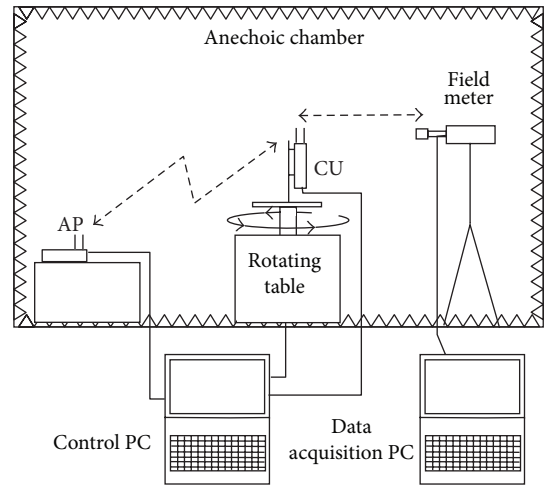 Anechoic chamber
Field
meter
CU
AP
Rotating
table
Control PC
Data
acquisition PC